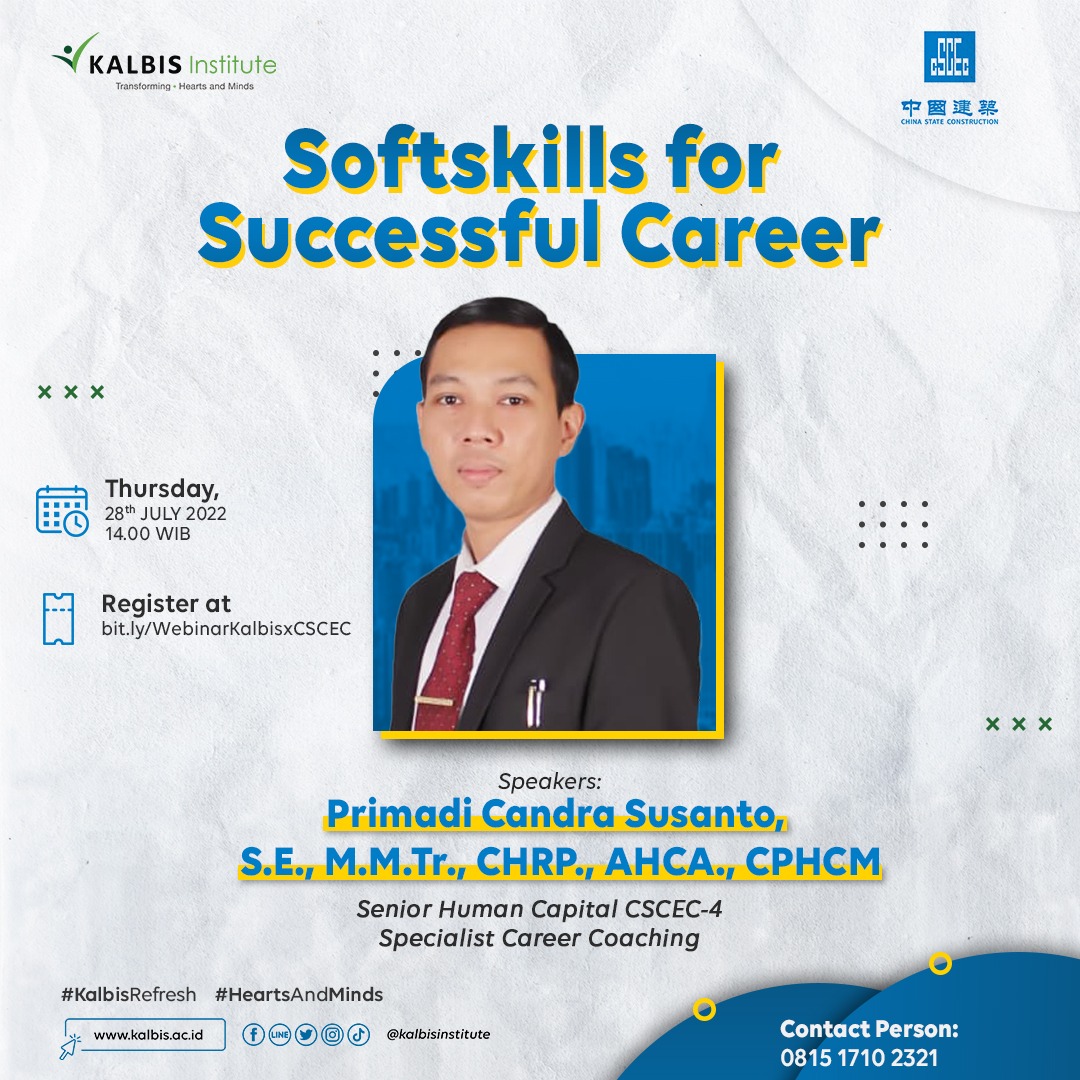 KALBIS Institute
Transforming • Hearts and Minds
CSCEC
中國建築
CHINA STATE CONSTRUCTION
Softskills for
Successful Career
Thursday,
28th JULY 2022
14.00 WIB
Register at
bit.ly/WebinarKalbisxCSCEC
Speakers:
Primadi Candra Susanto,
S.E., M.M.Tr., CHRP., AHCA., CPHCM
Senior Human Capital CSCEC-4
Specialist Career Coaching
#KalbisRefresh #HeartsAndMinds
www.kalbis.ac.id
LINE
@kalbisinstitute
Contact Person:
0815 1710 2321